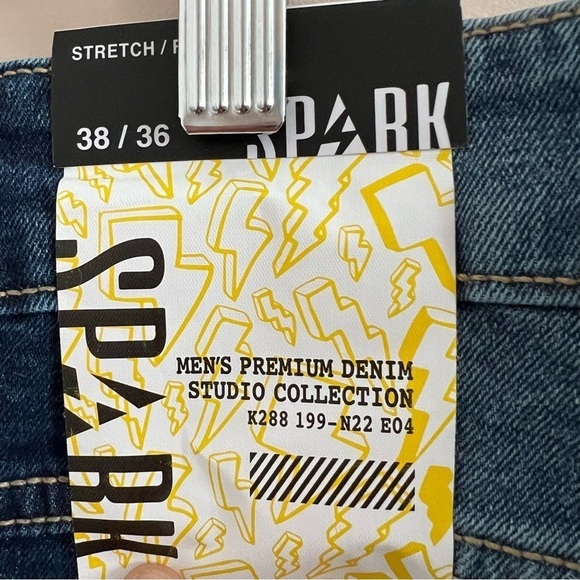 STRETCH /
38 / 36
SPARK
SPARK
MEN'S PREMIUM DENIM
STUDIO COLLECTION
K288 199-N22 E04